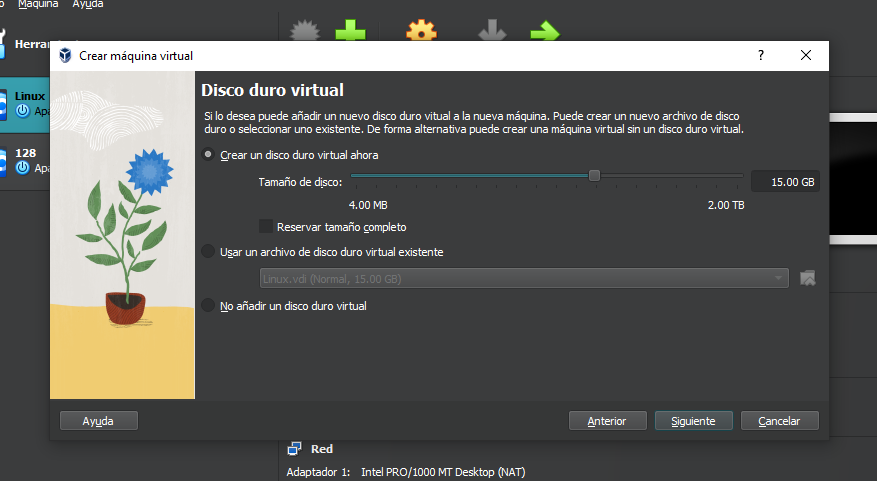 Máquina Ayuda
Crear máquina virtual
?
Linux
128
Disco duro virtual
Si lo desea puede añadir un nuevo disco duro vitual a la nueva máquina. Puede crear un nuevo archivo de disco
duro o seleccionar uno existente. De forma alternativa puede crear una máquina virtual sin un disco duro virtual.
Crear un disco duro virtual ahora
Tamaño de disco:
15.00 GB
4.00 MB
2.00 TB
Reservar tamaño completo
Usar un archivo de disco duro virtual existente
Linux.vdi (Normal, 15.00 GB)
No añadir un disco duro virtual
Ayuda
Anterior
Siguiente
Cancelar
Red
Adaptador 1: Intel PRO/1000 MT Desktop (NAT)